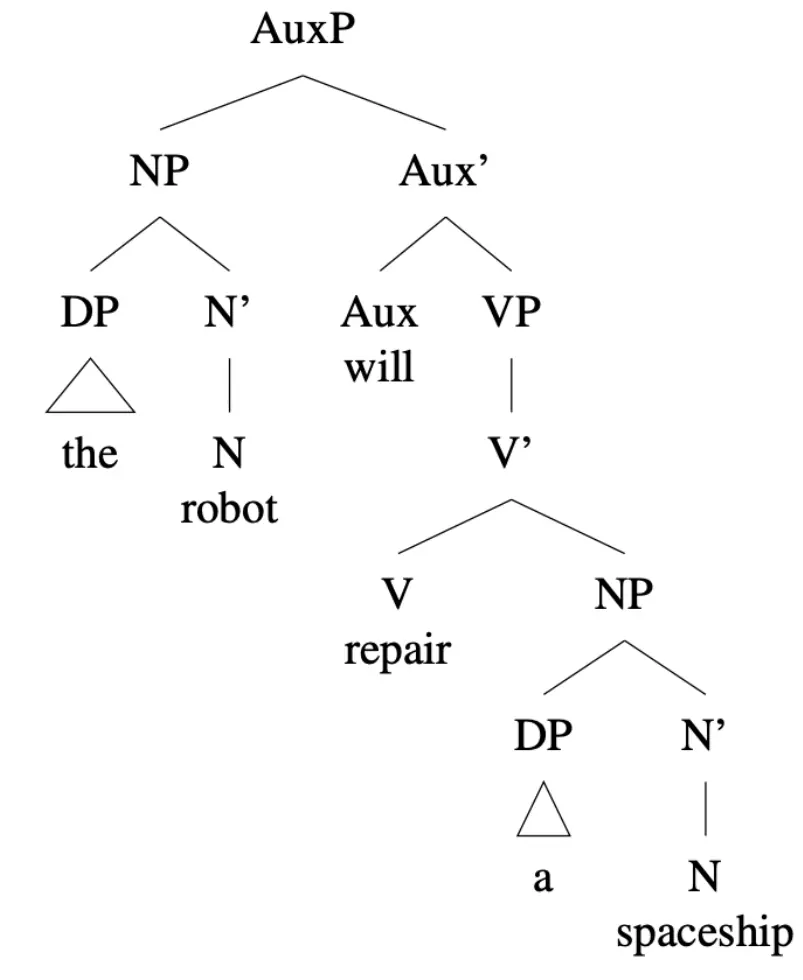 AuxP
NP Aux’
DP N’ Aux VP
will
the N V’
robot
V NP
repair
DP N’
a N
spaceship